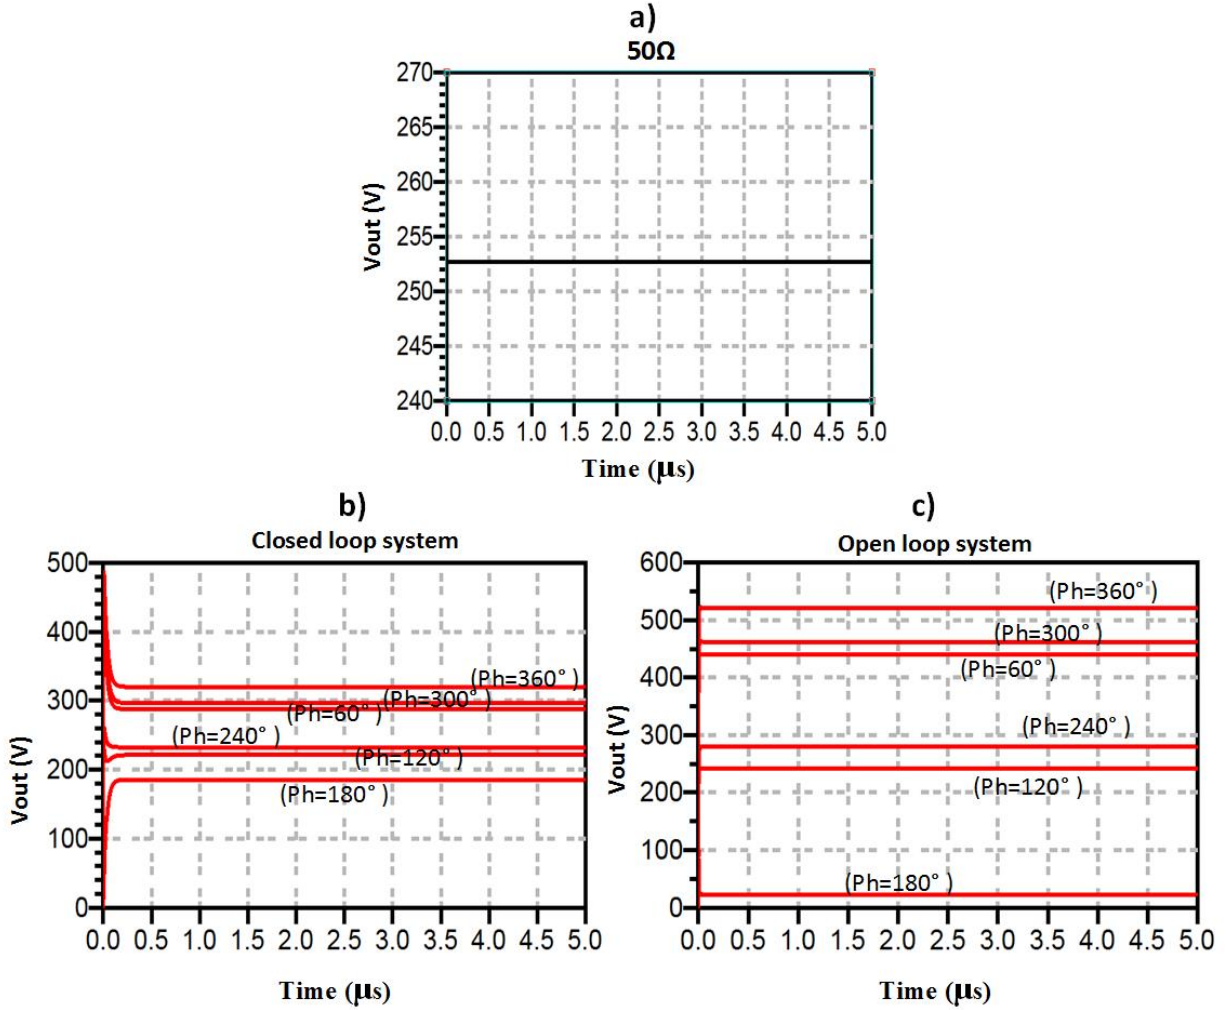 a)
50Ω
270
265
260
255
250
245
240
Vout (V)
0.0 0.5 1.0 1.5 2.0 2.5 3.0 3.5 4.0 4.5 5.0
Time (μs)
b)
Closed loop system
500
400
300
200
100
0
Vout (V)
(Ph=360° )
(Ph=300° )
(Ph=60° )
(Ph=240° )
(Ph=120° )
(Ph=180° )
0.0 0.5 1.0 1.5 2.0 2.5 3.0 3.5 4.0 4.5 5.0
Time (μs)
c)
Open loop system
600
500
400
300
200
100
0
Vout (V)
(Ph=360° )
(Ph=300° )
(Ph=60° )
(Ph=240° )
(Ph=120° )
(Ph=180° )
0.0 0.5 1.0 1.5 2.0 2.5 3.0 3.5 4.0 4.5 5.0
Time (μs)